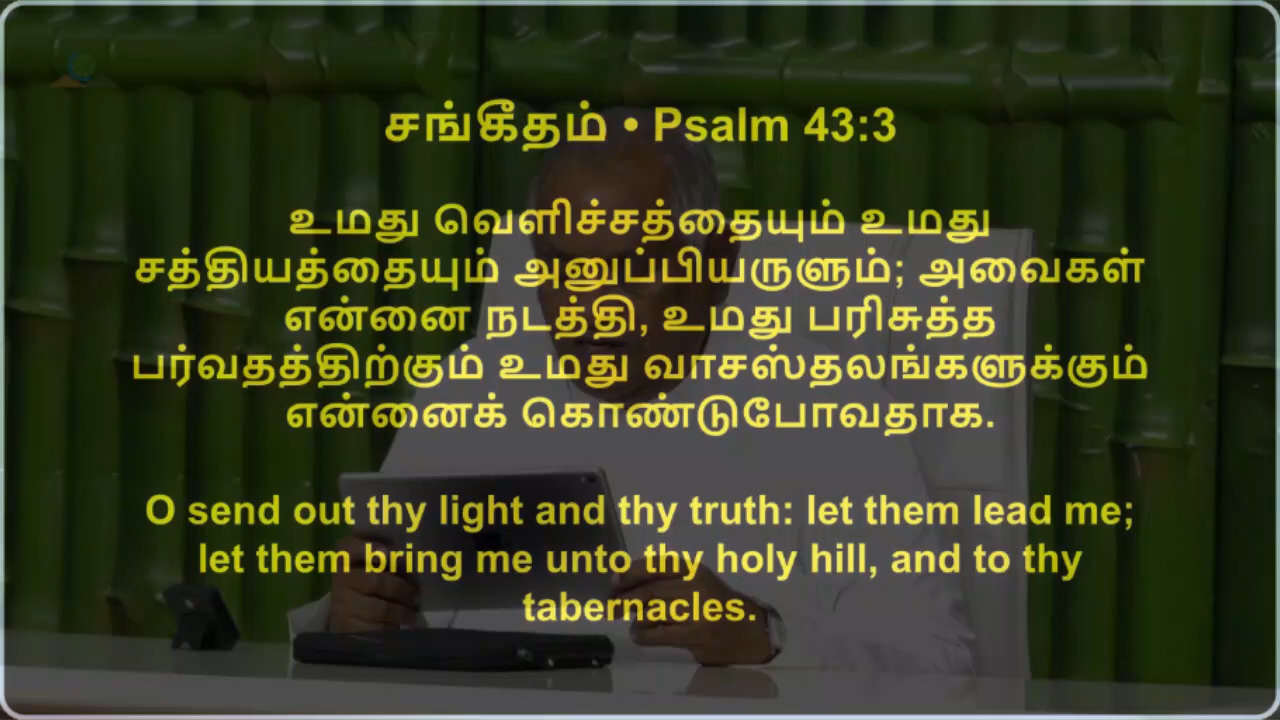 சங்கீதம் • Psalm 43:3
உமது வெளிச்சத்தையும் உமது
சத்தியத்தையும் அனுப்பியருளும்; அவைகள்
என்னை நடத்தி, உமது பரிசுத்த
பர்வதத்திற்கும் உமது வாசஸ்தலங்களுக்கும்
என்னைக் கொண்டுபோவதாக.
O send out thy light and thy truth: let them lead me;
let them bring me unto thy holy hill, and to thy
tabernacles.